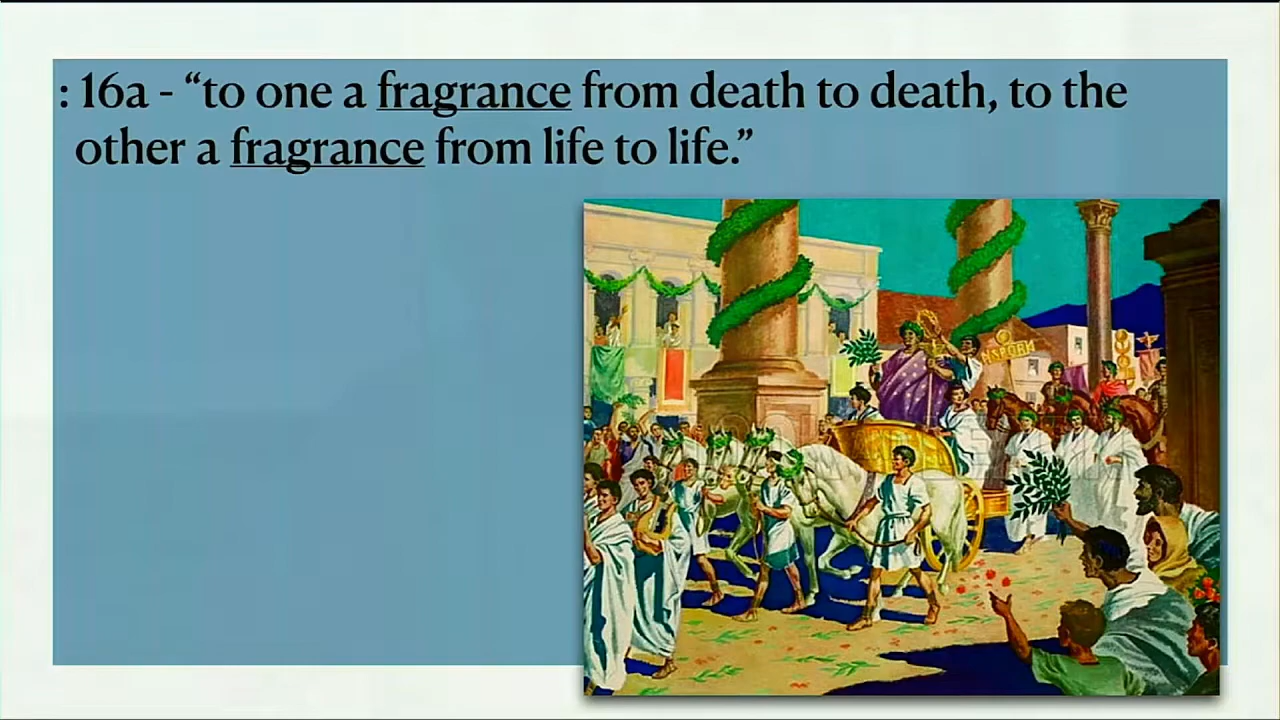 : 16a - “to one a fragrance from death to death, to the
other a fragrance from life to life.”